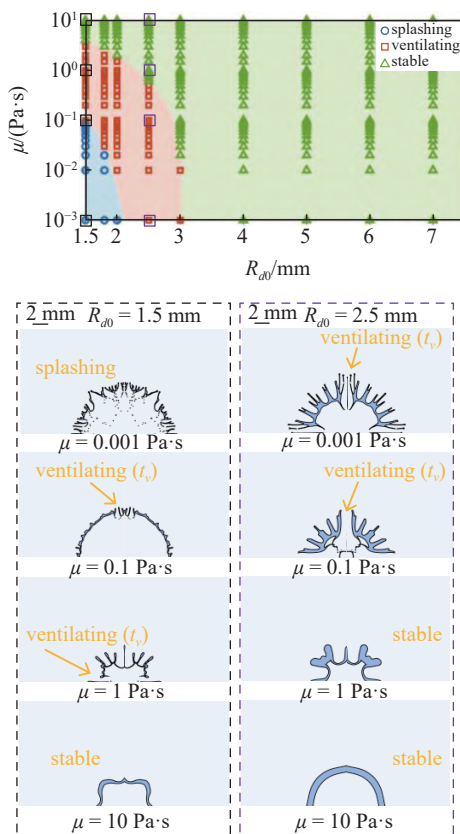 10¹
10⁰
10⁻¹
10⁻²
10⁻³
μ/(Pa·s)
splashing
ventilating
stable
1.5 2 3 4 5 6 7
R_d0/mm
2 mm R_d0 = 1.5 mm
splashing
μ = 0.001 Pa·s
ventilating (t_v)
μ = 0.1 Pa·s
ventilating (t_v)
μ = 1 Pa·s
stable
μ = 10 Pa·s
2 mm R_d0 = 2.5 mm
ventilating (t_v)
μ = 0.001 Pa·s
ventilating (t_v)
μ = 0.1 Pa·s
stable
μ = 1 Pa·s
stable
μ = 10 Pa·s